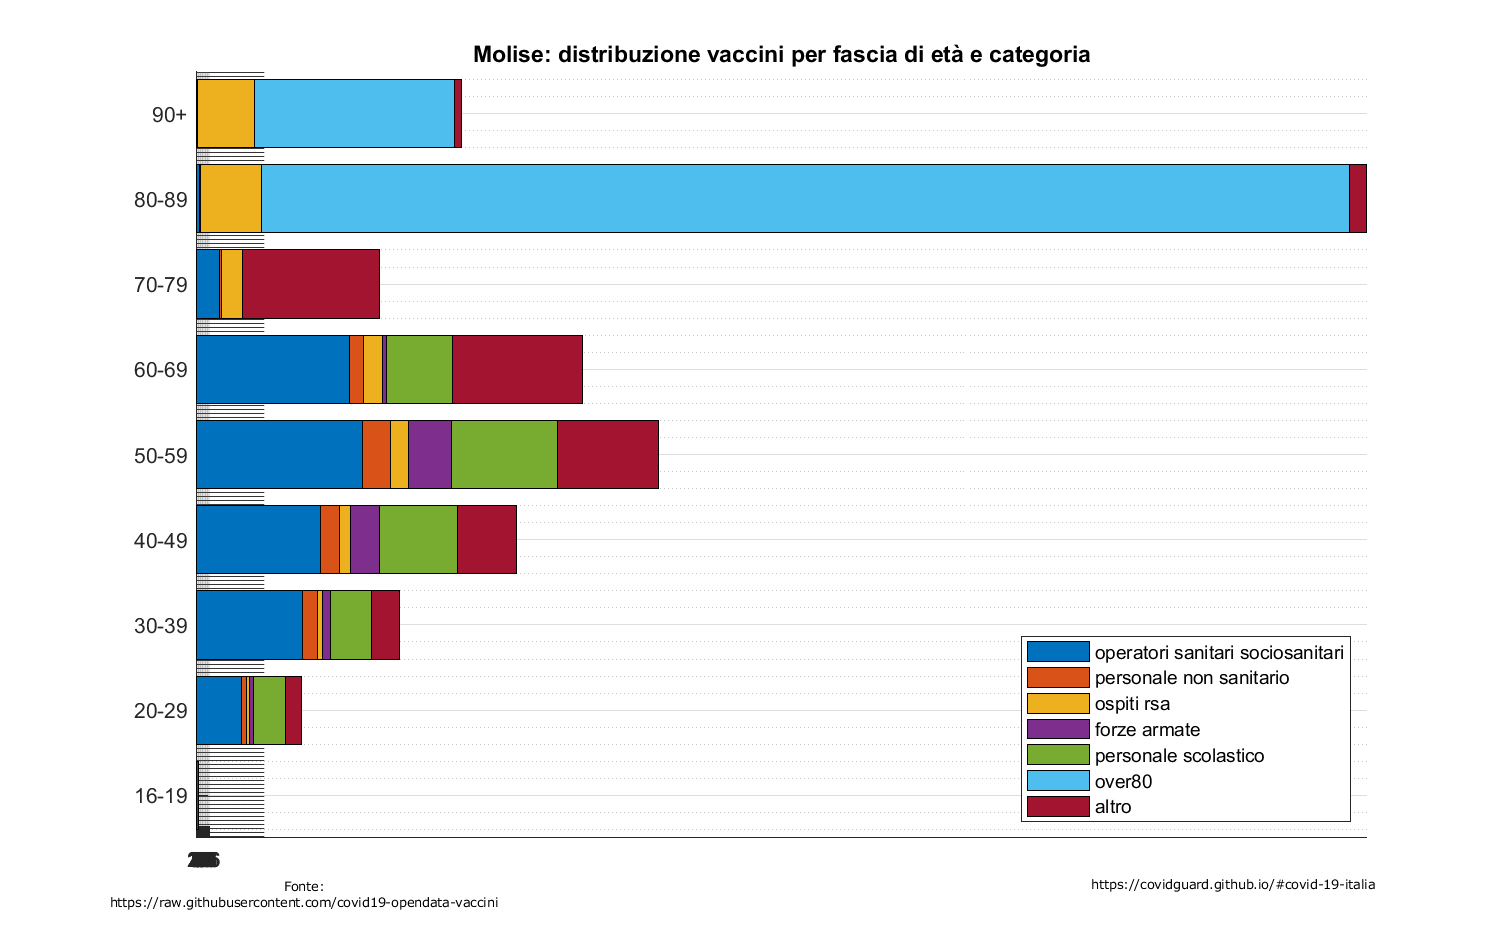 Molise: distribuzione vaccini per fascia di età e categoria
90+
80-89
70-79
60-69
50-59
40-49
30-39
20-29
16-19
operatori sanitari sociosanitari
personale non sanitario
ospiti rsa
forze armate
personale scolastico
over80
altro
Fonte:
https://raw.githubusercontent.com/covid19-opendata-vaccini
https://covidguard.github.io/#covid-19-italia